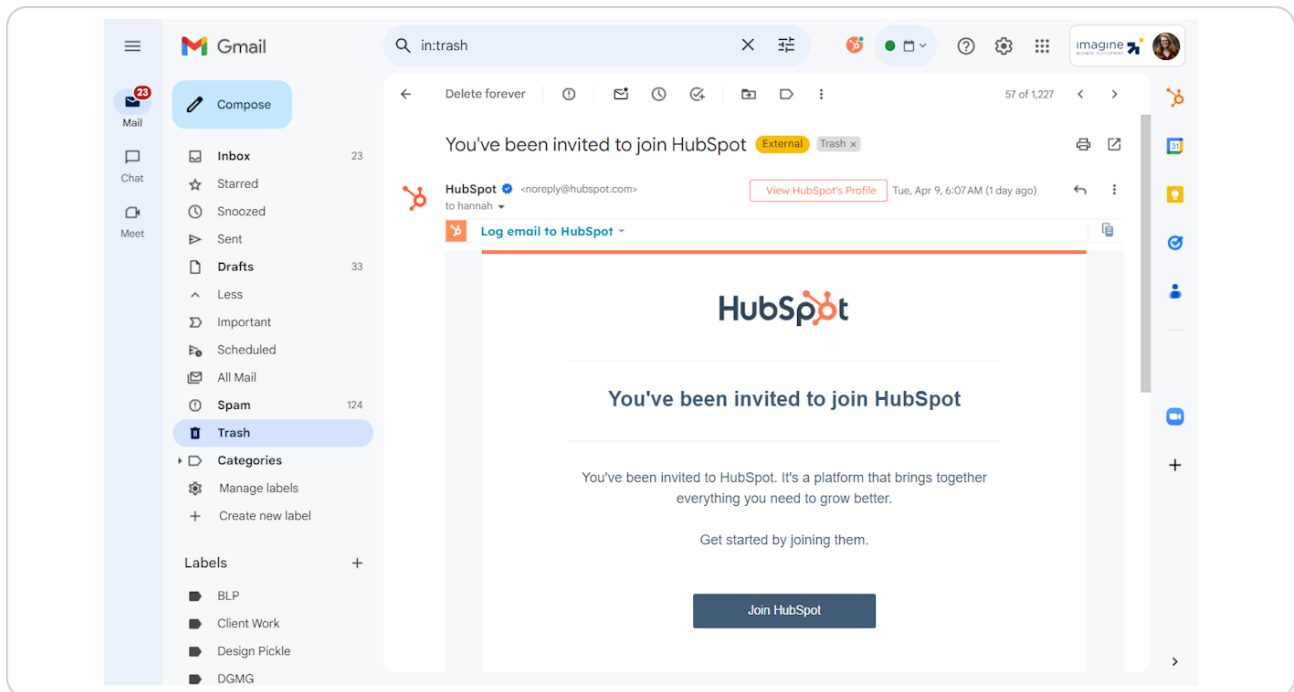 Gmail
in:trash
imagine
23
Mail
Chat
Meet
Compose
Inbox 23
Starred
Snoozed
Sent
Drafts 33
Less
Important
Scheduled
All Mail
Spam 124
Trash
Categories
Manage labels
Create new label
Labels
BLP
Client Work
Design Pickle
DGMG
Delete forever
57 of 1,227
You've been invited to join HubSpot External Trash ×
HubSpot <noreply@hubspot.com> View HubSpot's Profile Tue, Apr 9, 6:07 AM (1 day ago)
to hannah
Log email to HubSpot
HubSpot
You've been invited to join HubSpot
You've been invited to HubSpot. It's a platform that brings together
everything you need to grow better.
Get started by joining them.
Join HubSpot
31